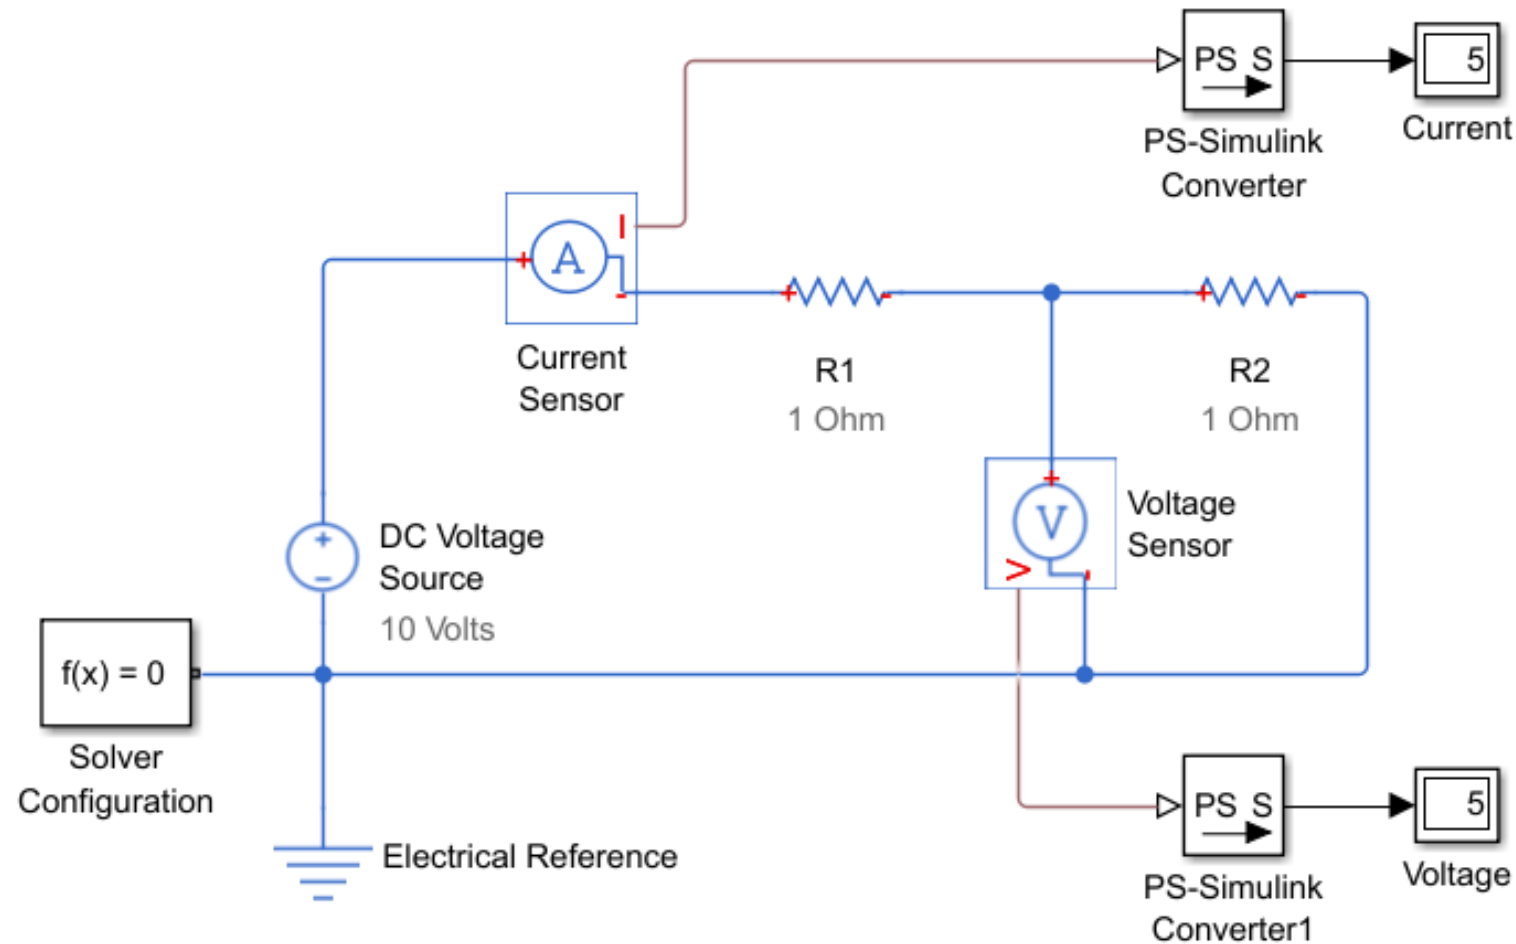 PS S
5
Current
PS-Simulink
Converter
I
+
A
-
+
-
+
-
Current
Sensor
R1
R2
1 Ohm
1 Ohm
+
V
V
-
Voltage
Sensor
+
-
DC Voltage
Source
10 Volts
f(x) = 0
Solver
Configuration
Electrical Reference
PS S
5
Voltage
PS-Simulink
Converter1